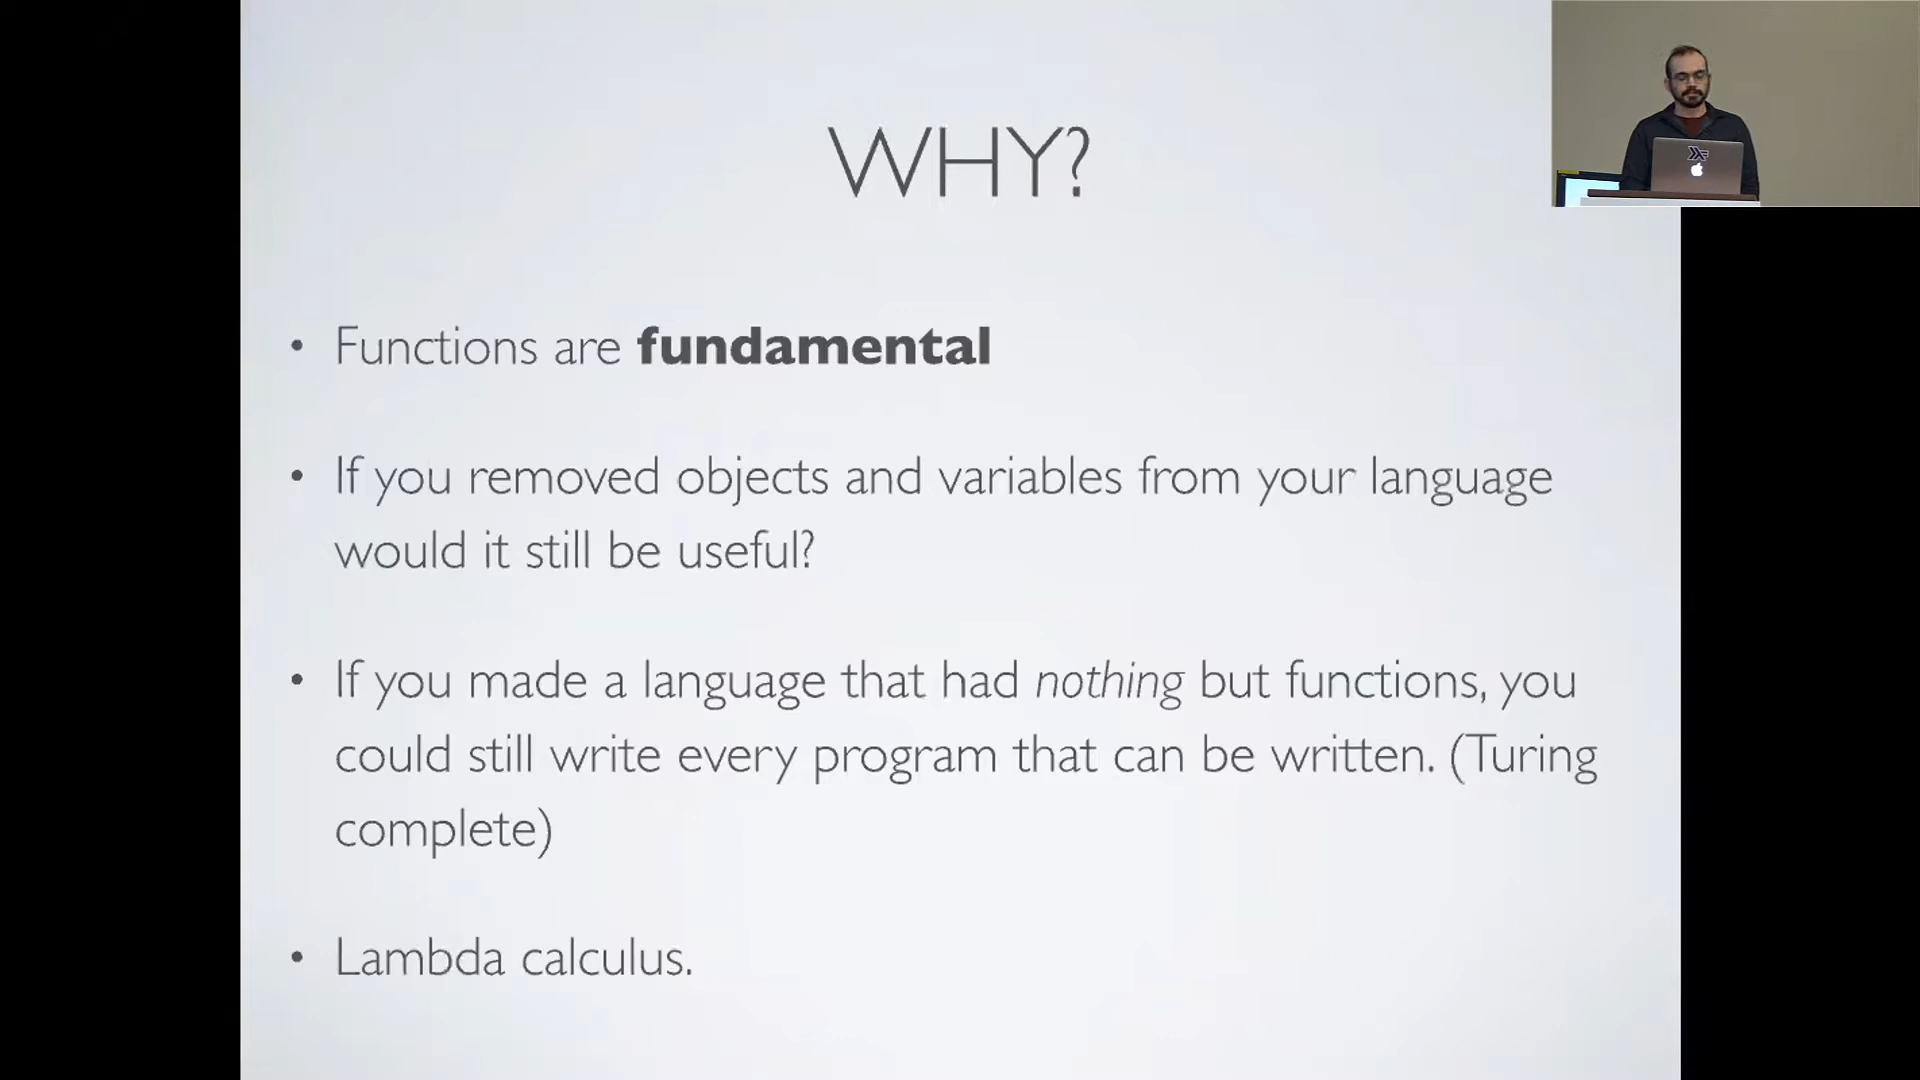 WHY?
• Functions are fundamental
• If you removed objects and variables from your language
would it still be useful?
• If you made a language that had nothing but functions, you
could still write every program that can be written. (Turing
complete)
• Lambda calculus.